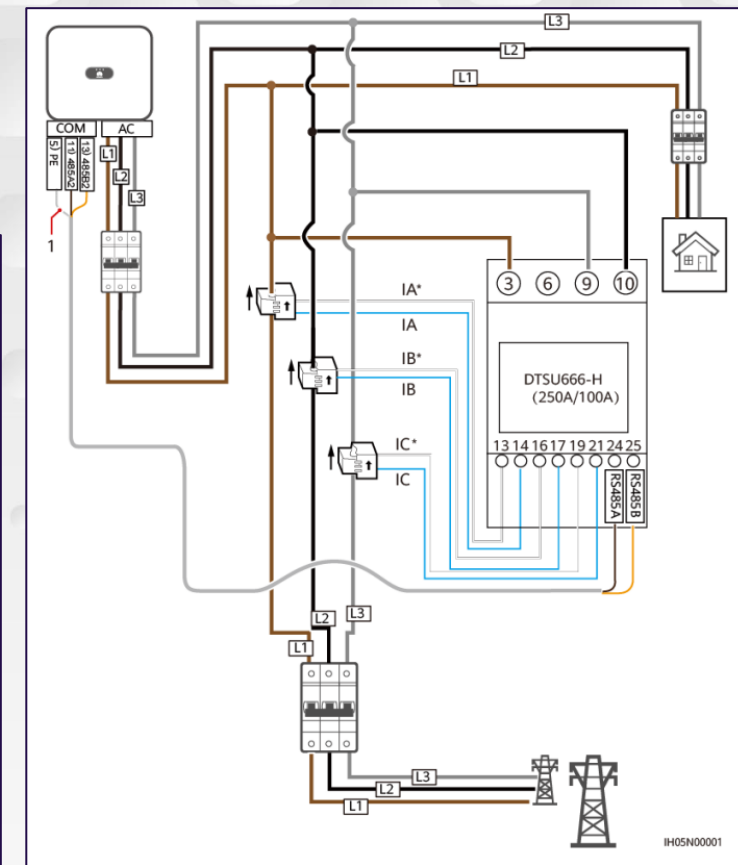 L3
L2
L1
COM
AC
5) PE
11) 485A2
13) 485B2
L1
L2
L3
1
3
6
9
10
IA*
IA
IB*
IB
DTSU666-H
(250A/100A)
IC*
IC
13 14 16 17 19 21 24 25
RS485A
RS485B
L3
L2
L1
L3
L2
L1
IH05N00001